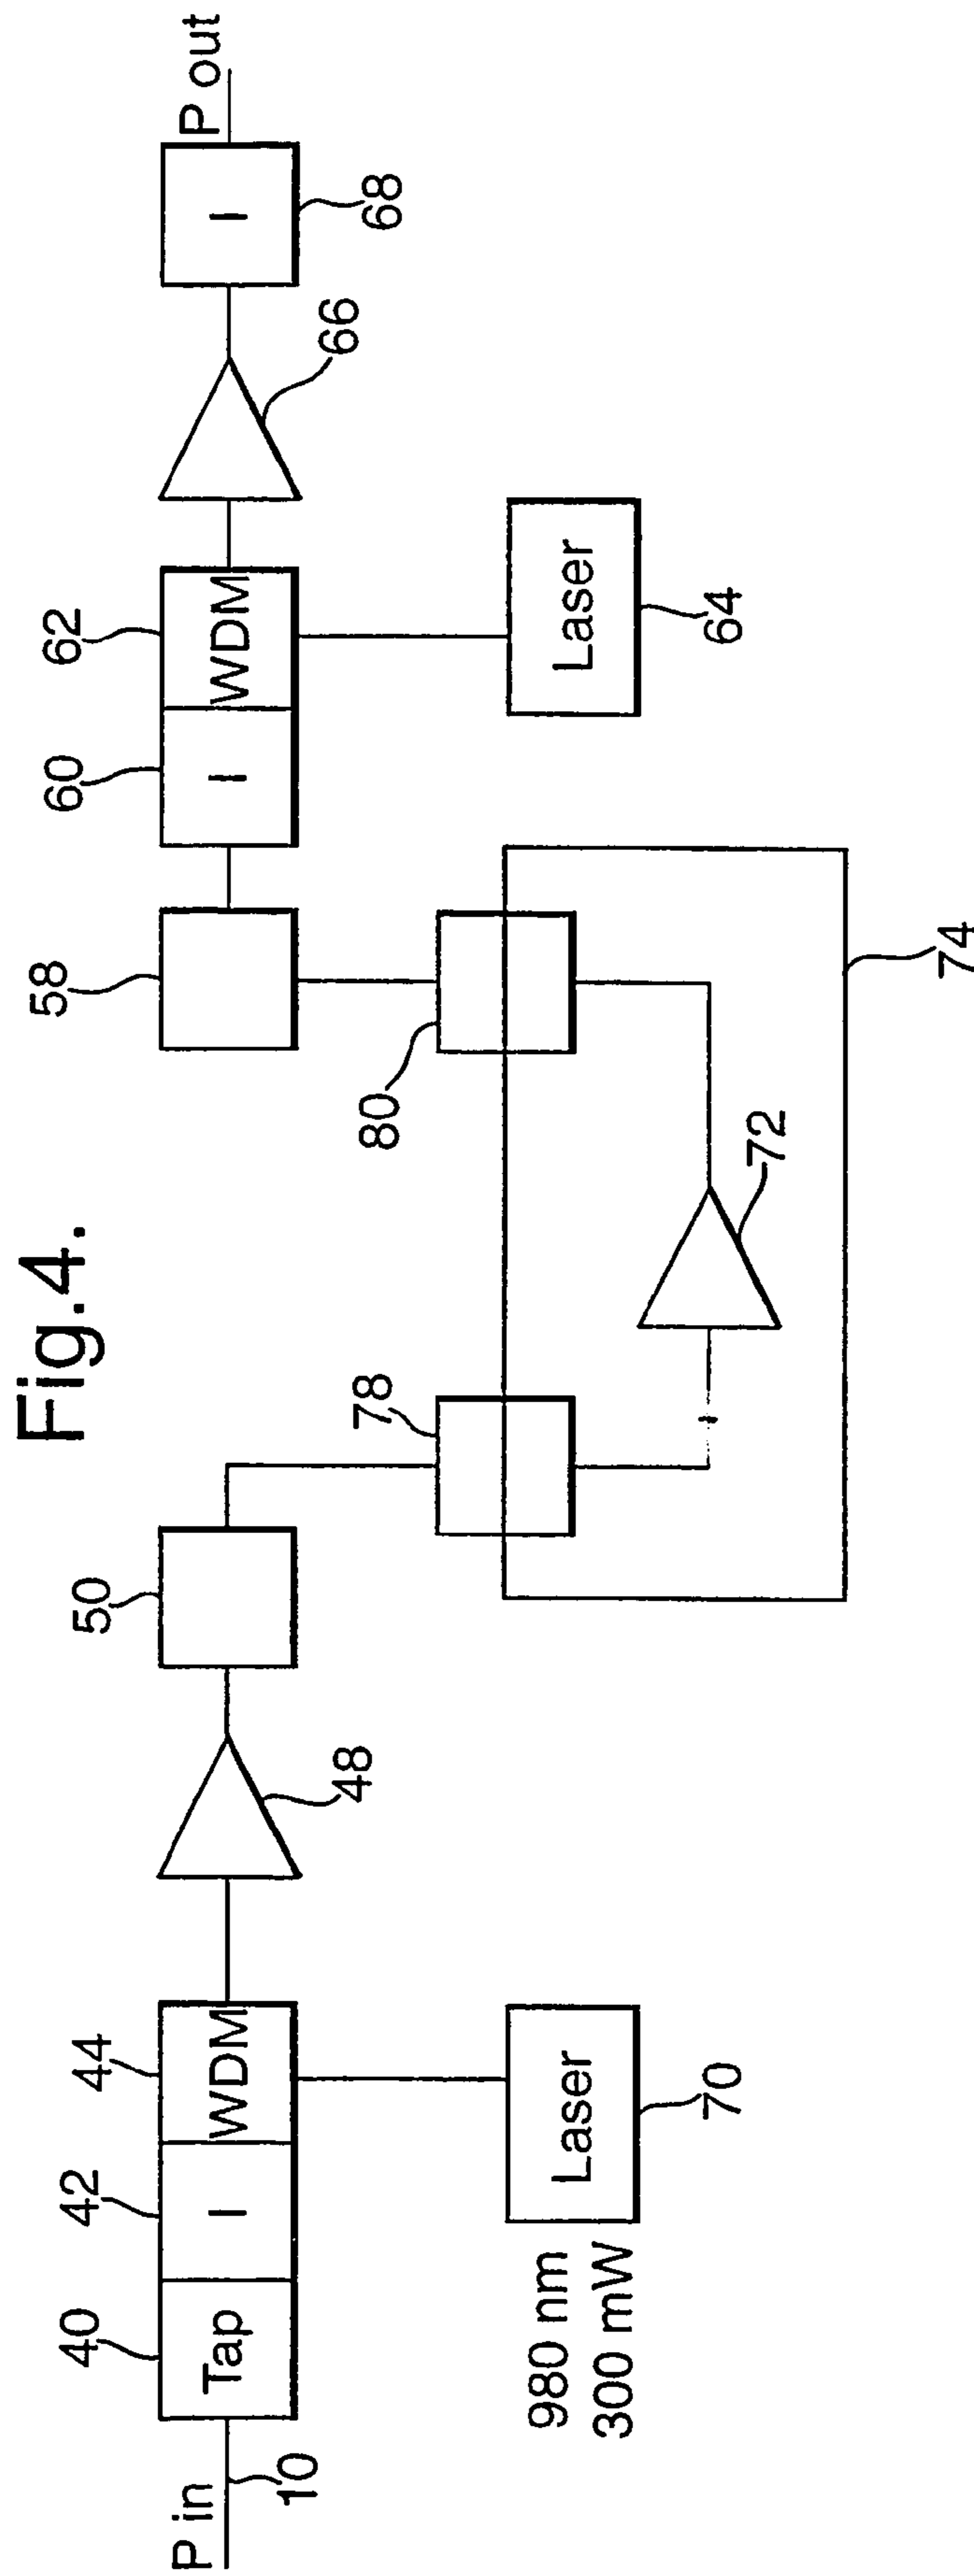 Fig.4.
P in
10
40
Tap
42
I
44
WDM
Laser
70
980 nm
300 mW
48
50
78
72
74
80
58
60
I
62
WDM
Laser
64
66
I
68
P out